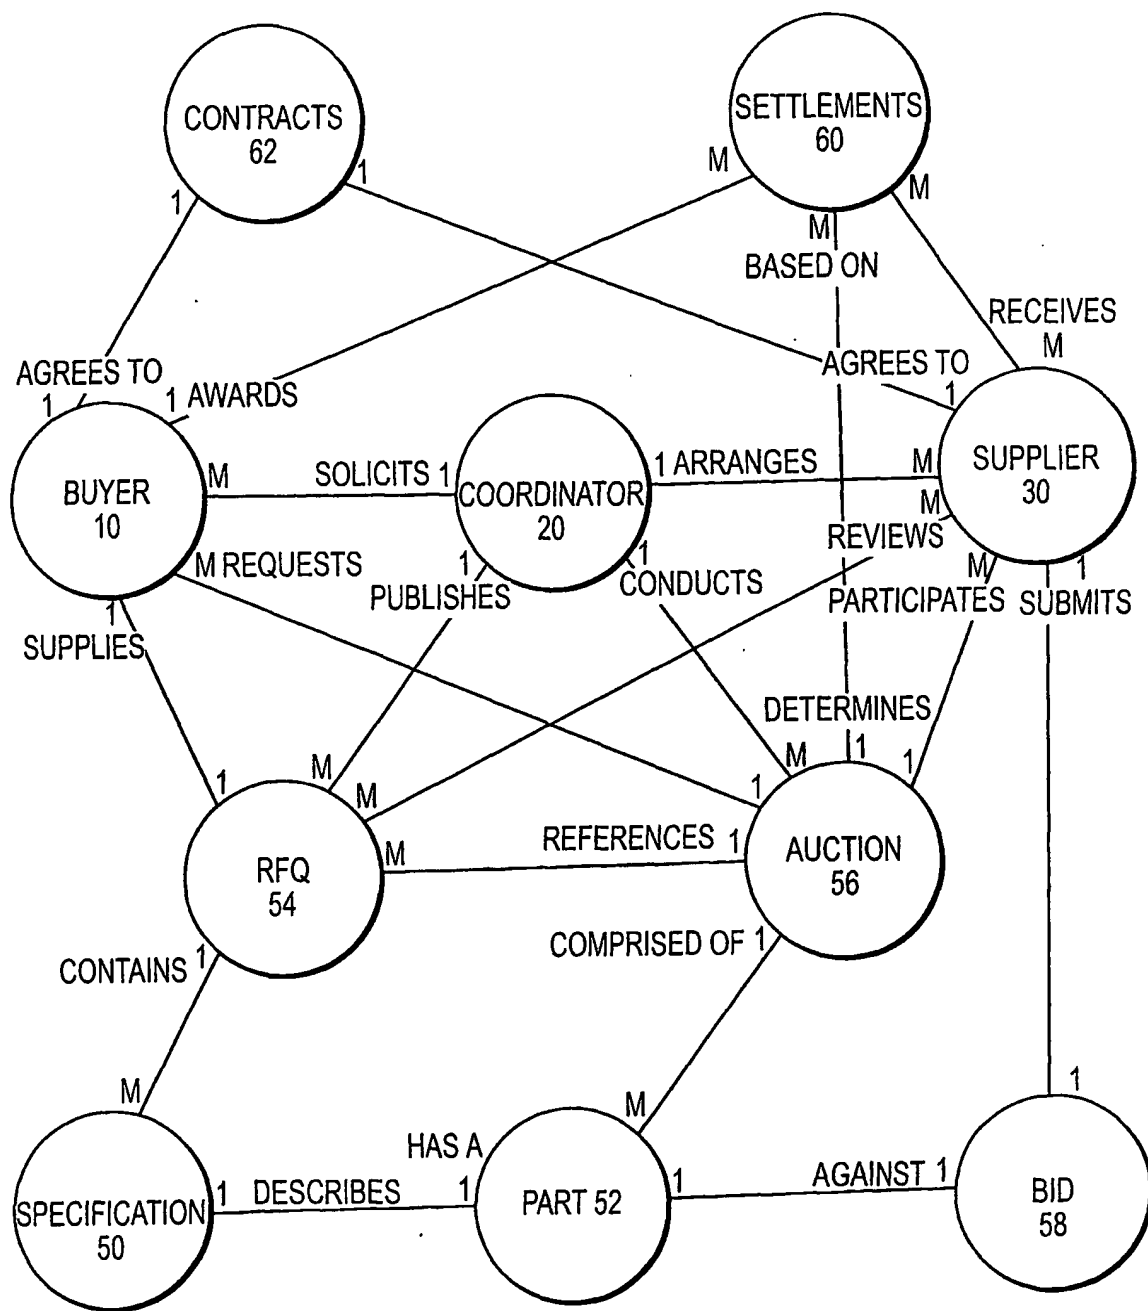 CONTRACTS
62
SETTLEMENTS
60
1
1
M
M
M
BASED ON
RECEIVES
M
AGREES TO
1
1
AWARDS
AGREES TO
1
BUYER
10
M
SOLICITS 1
COORDINATOR
20
1 ARRANGES
M
SUPPLIER
30
M
REVIEWS
M REQUESTS
1
PUBLISHES
1
CONDUCTS
M
PARTICIPATES
1
SUBMITS
1
SUPPLIES
DETERMINES
1
M
M
1
M
1
1
RFQ
54
M
REFERENCES 1
AUCTION
56
CONTAINS 1
COMPRISED OF 1
M
M
1
SPECIFICATION
50
1 DESCRIBES
HAS A
1
PART 52
1
AGAINST 1
BID
58